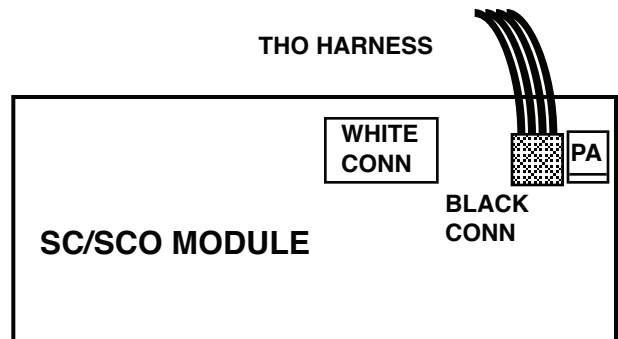 THO HARNESS
WHITE
CONN
PA
BLACK
CONN
SC/SCO MODULE